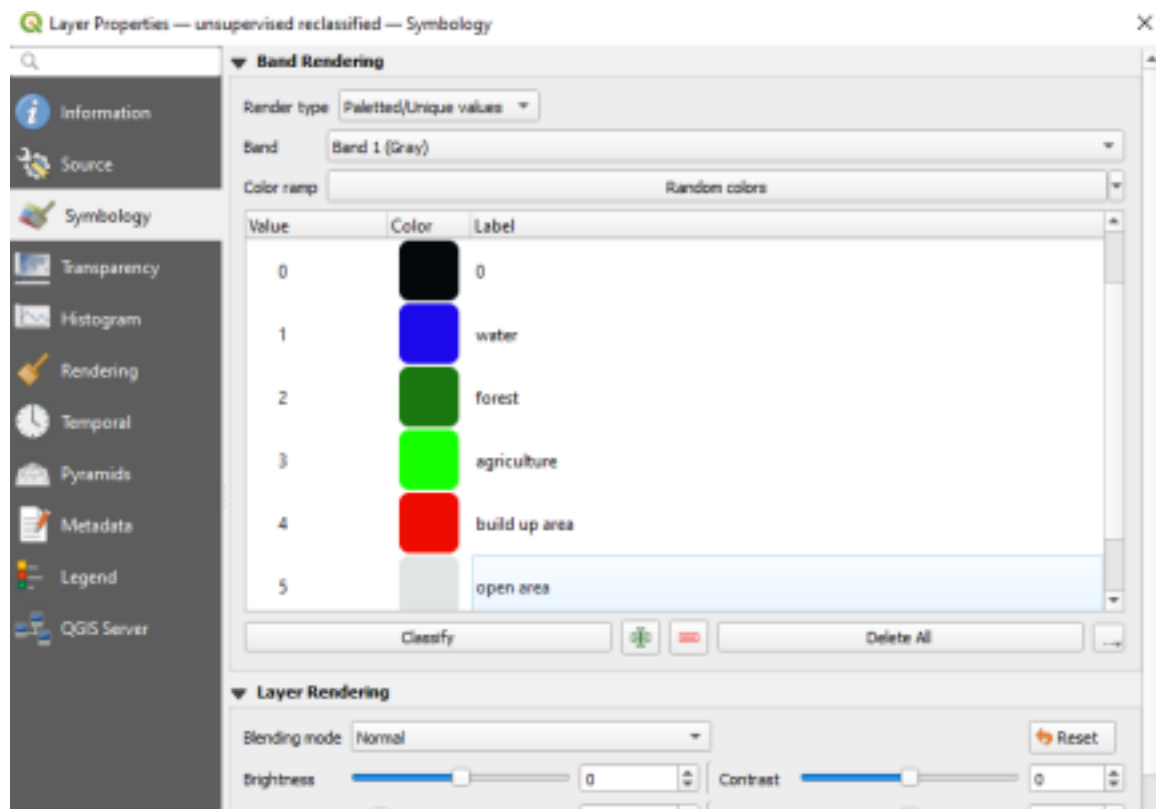 Layer Properties — unsupervised reclassified — Symbology
Information
Source
Symbology
Transparency
Histogram
Rendering
Temporal
Pyramids
Metadata
Legend
QGIS Server
Band Rendering
Render type Paletted/Unique values
Band Band 1 (Gray)
Color ramp Random colors
Value Color Label
0 0
1 water
2 forest
3 agriculture
4 build up area
5 open area
Classify Delete All ...
Layer Rendering
Blending mode Normal Reset
Brightness 0 Contrast 0